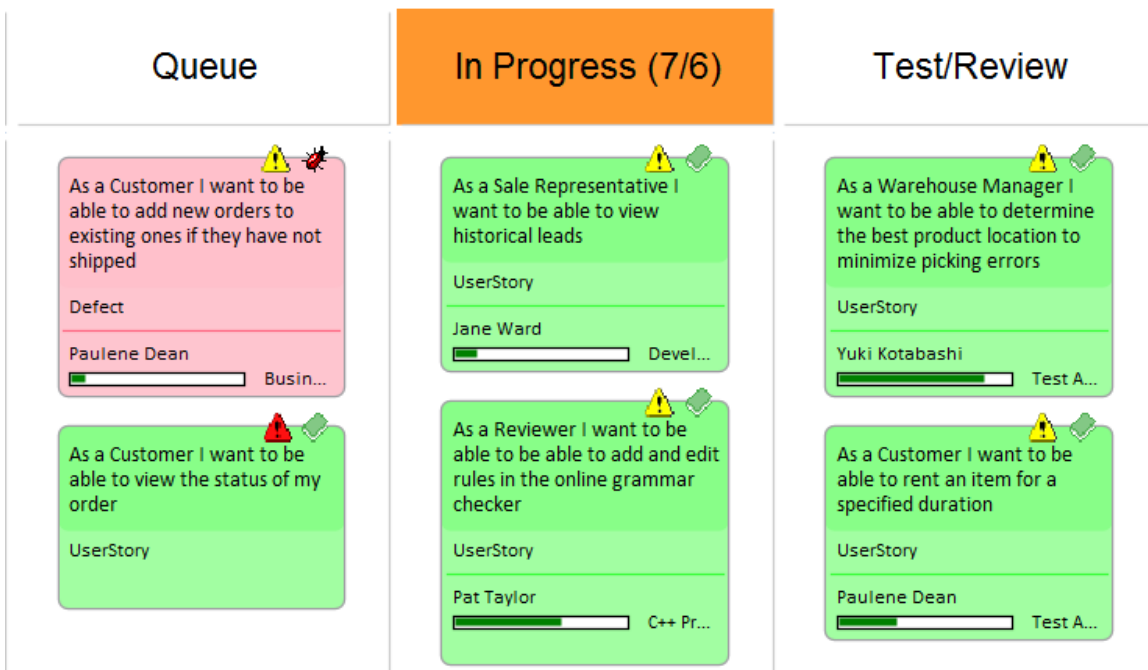 Queue
In Progress (7/6)
Test/Review
As a Customer I want to be
able to add new orders to
existing ones if they have not
shipped
Defect
Paulene Dean
Busin...
As a Customer I want to be
able to view the status of my
order
UserStory
As a Sale Representative I
want to be able to view
historical leads
UserStory
Jane Ward
Devel...
As a Reviewer I want to be
able to be able to add and edit
rules in the online grammar
checker
UserStory
Pat Taylor
C++ Pr...
As a Warehouse Manager I
want to be able to determine
the best product location to
minimize picking errors
UserStory
Yuki Kotabashi
Test A...
As a Customer I want to be
able to rent an item for a
specified duration
UserStory
Paulene Dean
Test A...